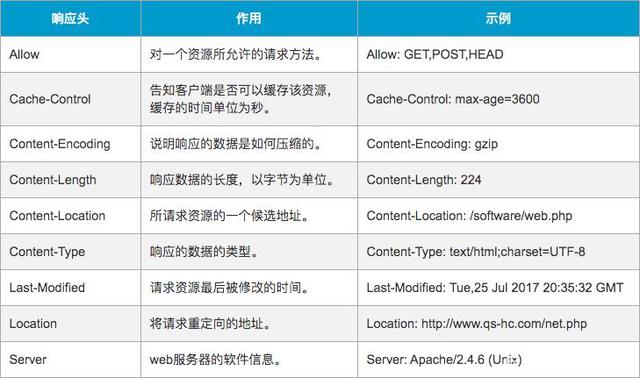 响应头 作用 示例
Allow 对一个资源所允许的请求方法。 Allow: GET,POST,HEAD
Cache-Control 告知客户端是否可以缓存该资源，
缓存的时间单位为秒。 Cache-Control: max-age=3600
Content-Encoding 说明响应的数据是如何压缩的。 Content-Encoding: gzip
Content-Length 响应数据的长度，以字节为单位。 Content-Length: 224
Content-Location 所请求资源的一个候选地址。 Content-Location: /software/web.php
Content-Type 响应的数据的类型。 Content-Type: text/html;charset=UTF-8
Last-Modified 请求资源最后被修改的时间。 Last-Modified: Tue,25 Jul 2017 20:35:32 GMT
Location 将请求重定向的地址。 Location: http://www.qs-hc.com/net.php
Server web服务器的软件信息。 Server: Apache/2.4.6 (Unix)